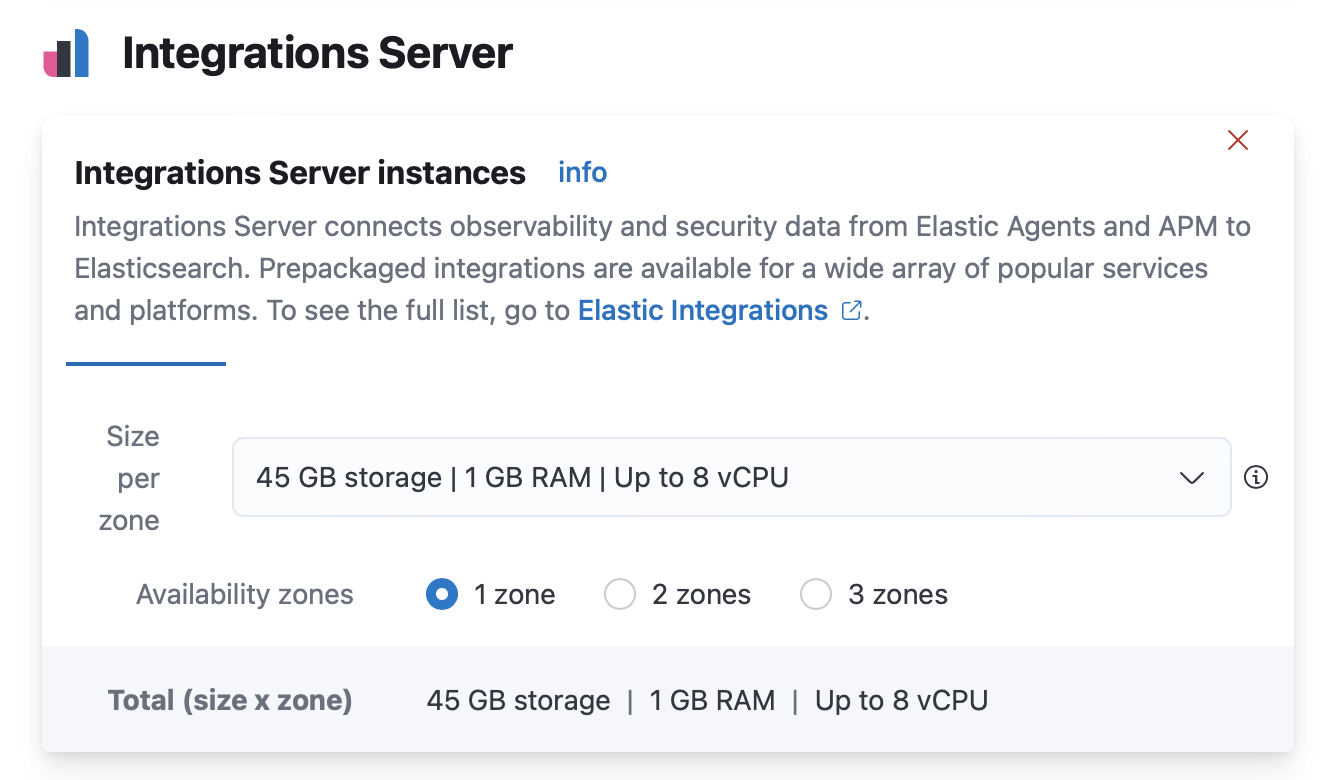 Integrations Server
Integrations Server instances info
Integrations Server connects observability and security data from Elastic Agents and APM to
Elasticsearch. Prepackaged integrations are available for a wide array of popular services
and platforms. To see the full list, go to Elastic Integrations .
Size
per
zone
45 GB storage | 1 GB RAM | Up to 8 vCPU
Availability zones 1 zone 2 zones 3 zones
Total (size x zone) 45 GB storage | 1 GB RAM | Up to 8 vCPU